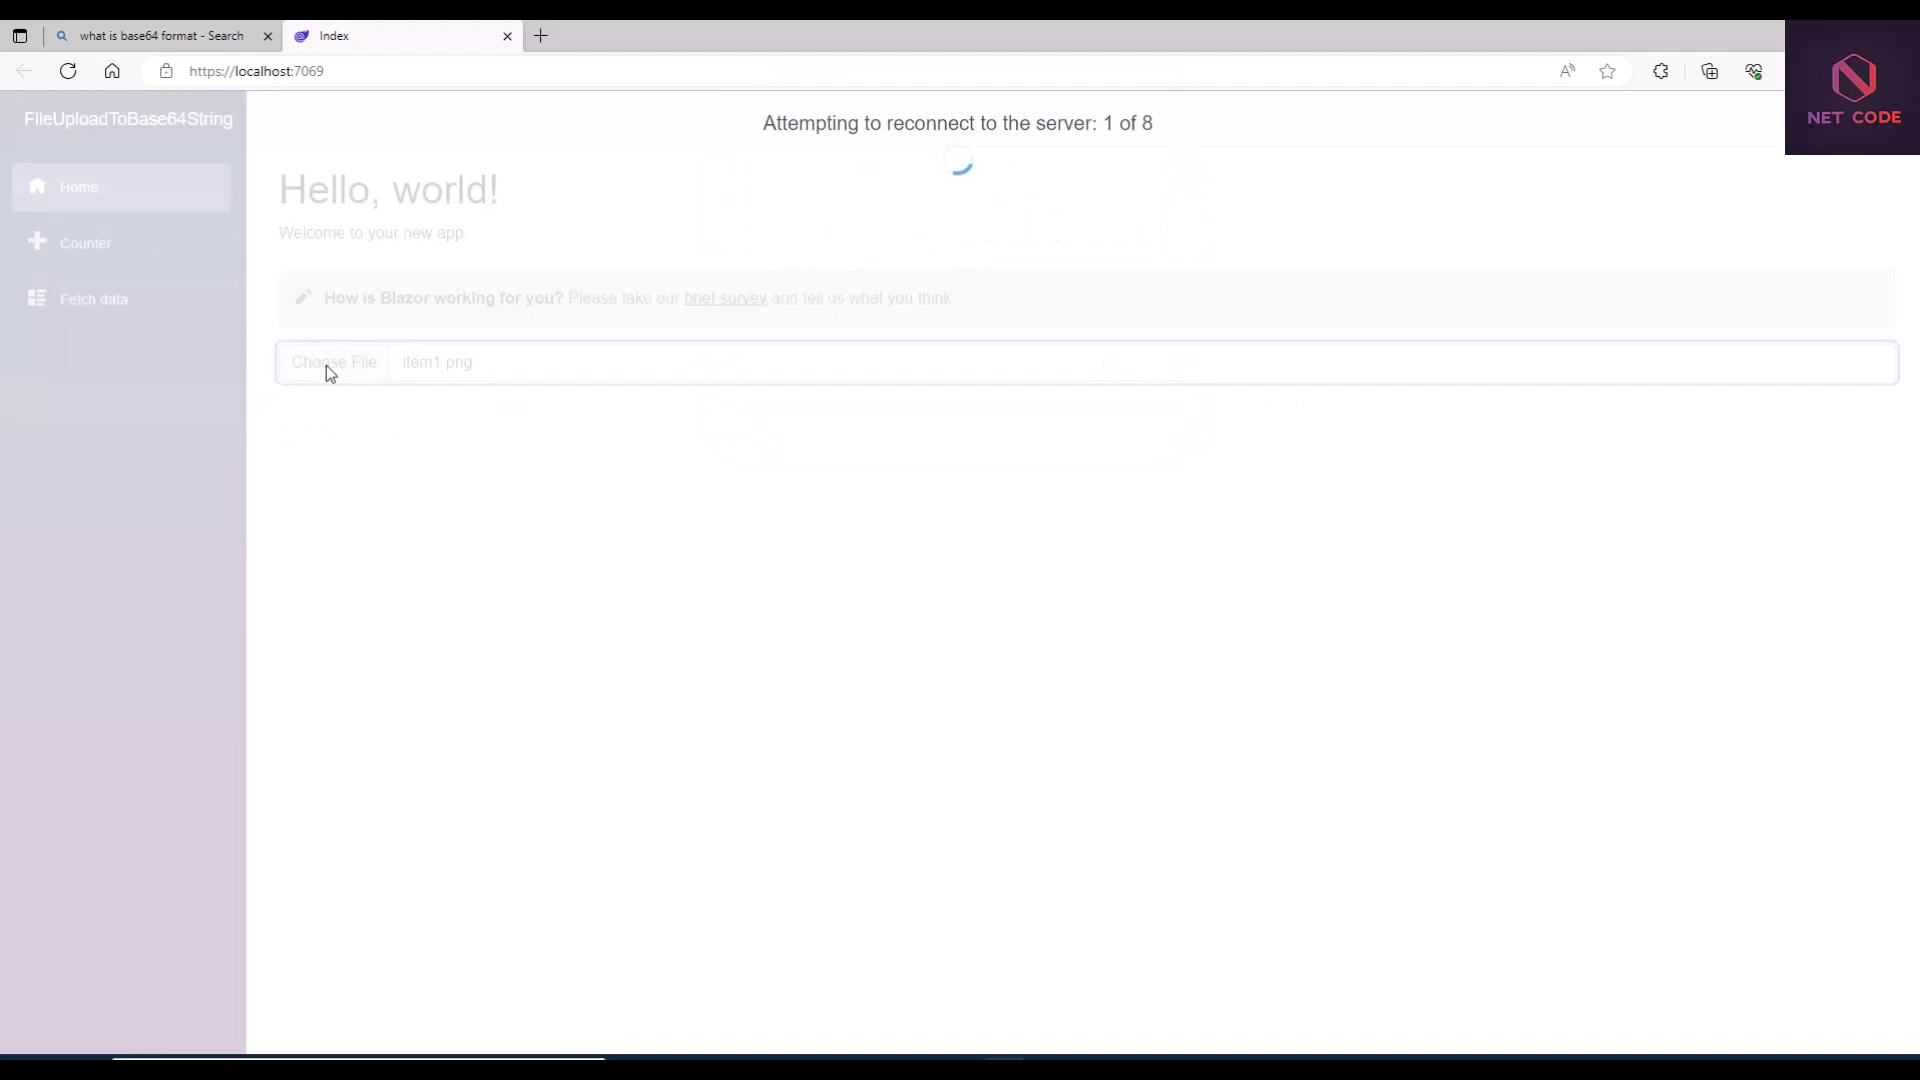 what is base64 format - Search
Index
https://localhost:7069
NET CODE
FileUploadToBase64String
Attempting to reconnect to the server: 1 of 8
Home
Hello, world!
Counter
Welcome to your new app.
Fetch data
How is Blazor working for you? Please take our brief survey and tell us what you think
Choose File item1 png